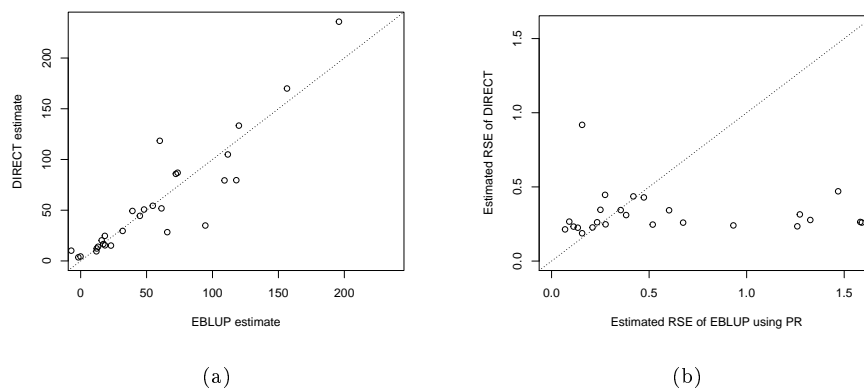 DIRECT estimate
200
150
100
50
0
0 50 100 150 200
EBLUP estimate
(a)
Estimated RSE of DIRECT
1.5
1.0
0.5
0.0
0.0 0.5 1.0 1.5
Estimated RSE of EBLUP using PR
(b)